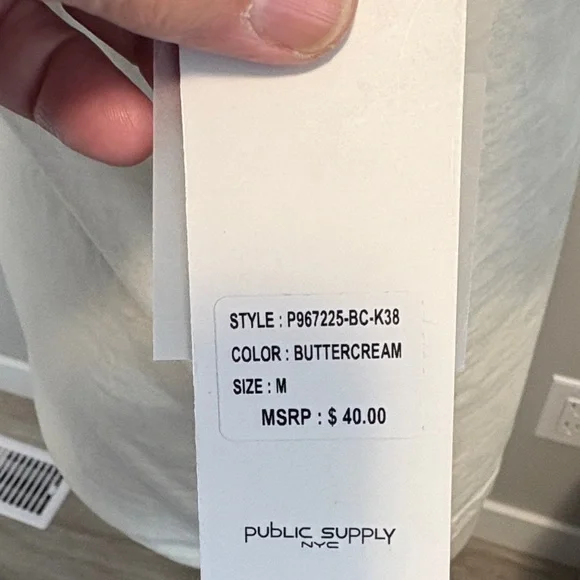 STYLE : P967225-BC-K38
COLOR : BUTTERCREAM
SIZE : M
MSRP : $ 40.00
PUBLIC SUPPLY
NYC